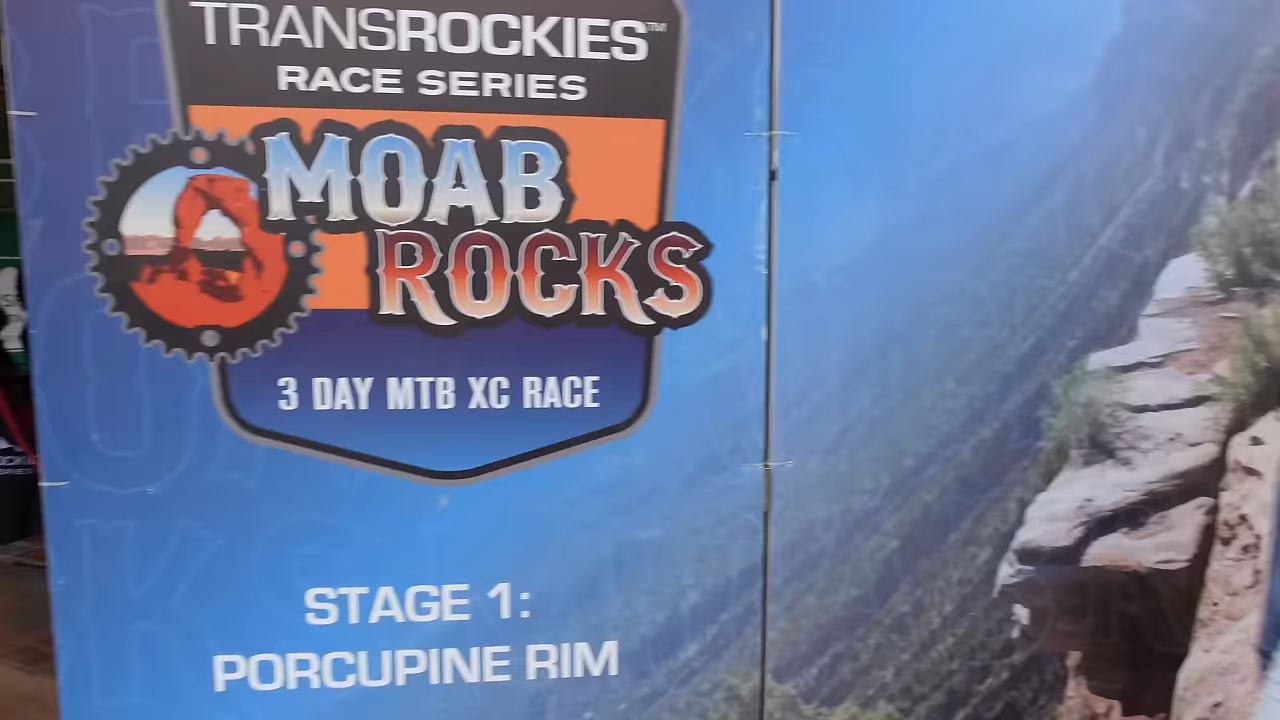 TRANSROCKIES™
RACE SERIES
MOAB
ROCKS
3 DAY MTB XC RACE
STAGE 1:
PORCUPINE RIM